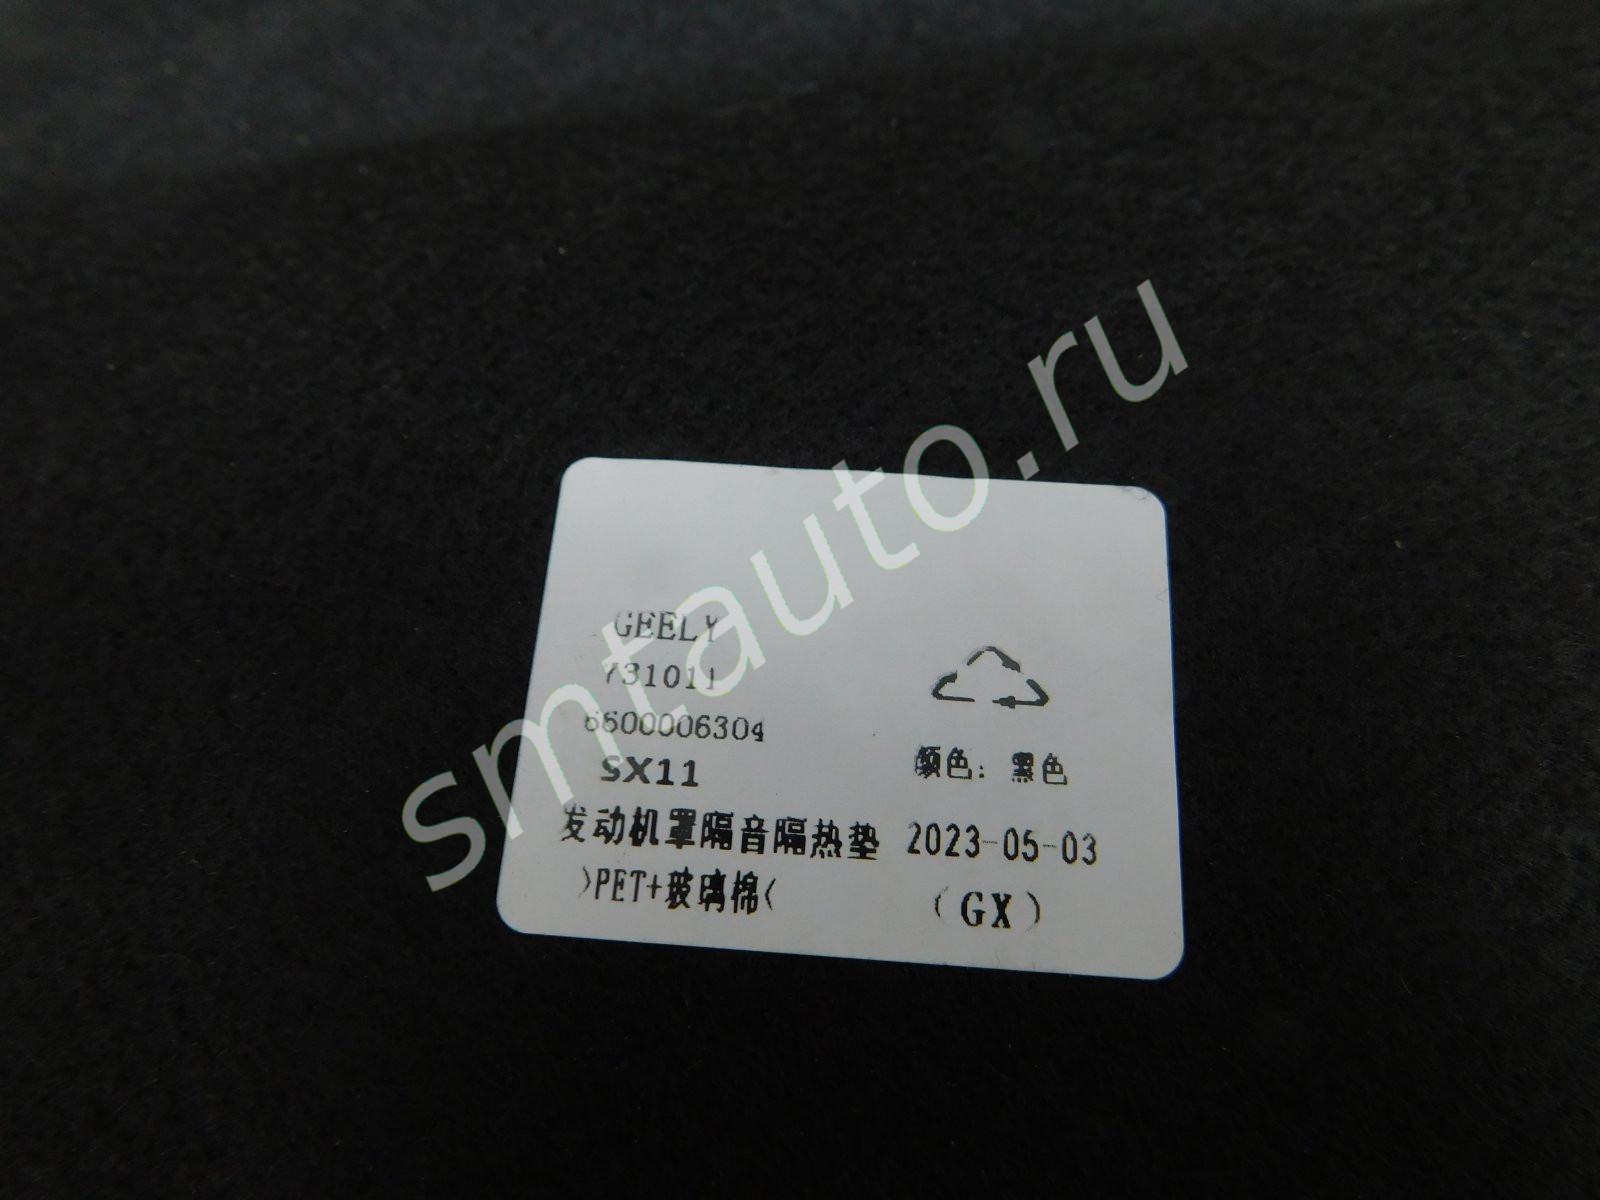 smtauto.ru
GEELY
731011
6600006304
SX11
颜色：黑色
发动机罩隔音隔热垫 2023-05-03
>PET+玻璃棉<
(GX)